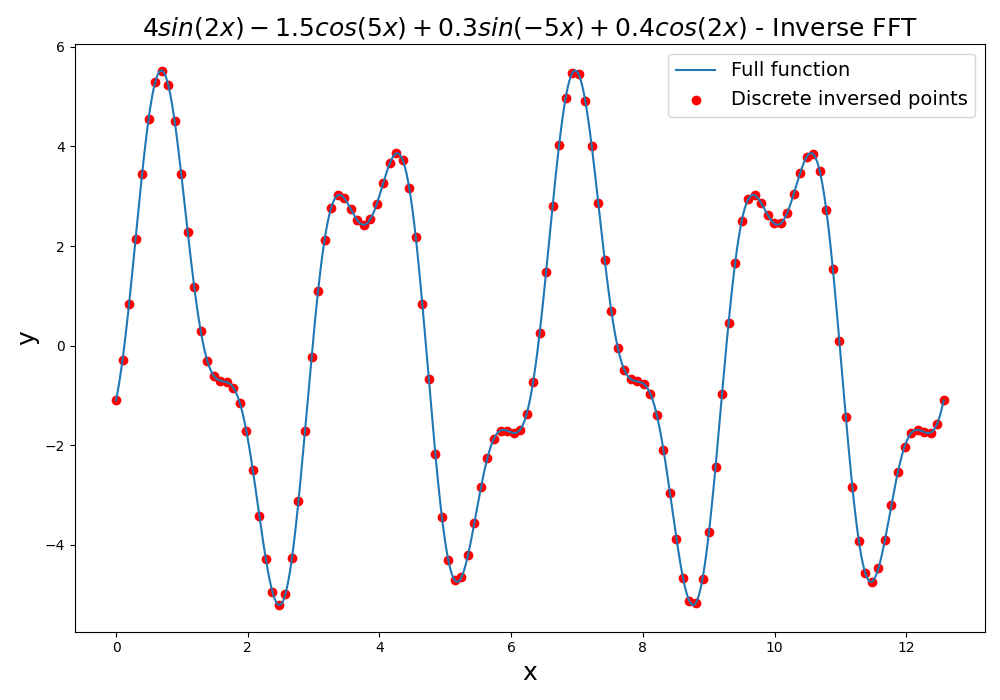 4sin(2x) − 1.5cos(5x) + 0.3sin(−5x) + 0.4cos(2x) - Inverse FFT
Full function
Discrete inversed points
6
4
2
0
−2
−4
y
0 2 4 6 8 10 12
x